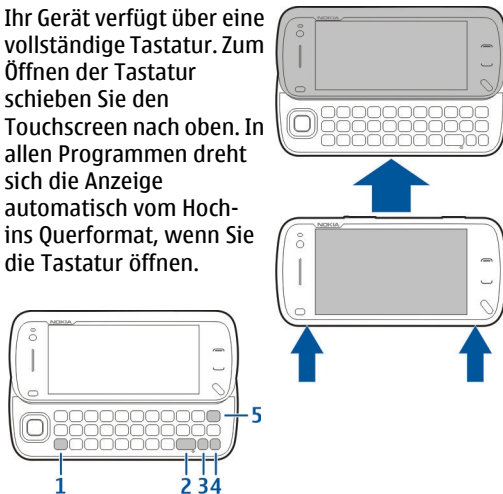 Ihr Gerät verfügt über eine
vollständige Tastatur. Zum
Öffnen der Tastatur
schieben Sie den
Touchscreen nach oben. In
allen Programmen dreht
sich die Anzeige
automatisch vom Hoch-
ins Querformat, wenn Sie
die Tastatur öffnen.
NOKIA
NOKIA
NOKIA
5
1 2 3 4